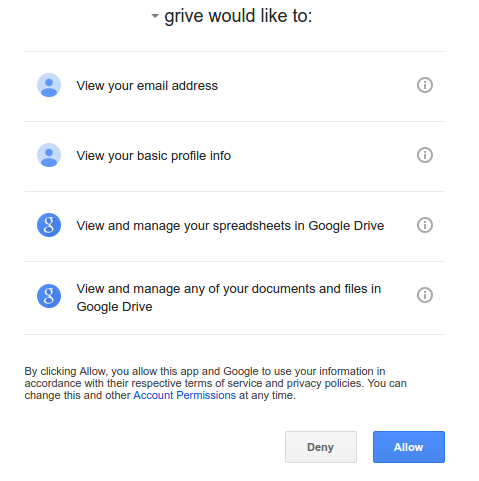 grive would like to:
View your email address
View your basic profile info
View and manage your spreadsheets in Google Drive
View and manage any of your documents and files in
Google Drive
By clicking Allow, you allow this app and Google to use your information in
accordance with their respective terms of service and privacy policies. You can
change this and other Account Permissions at any time.
Deny Allow